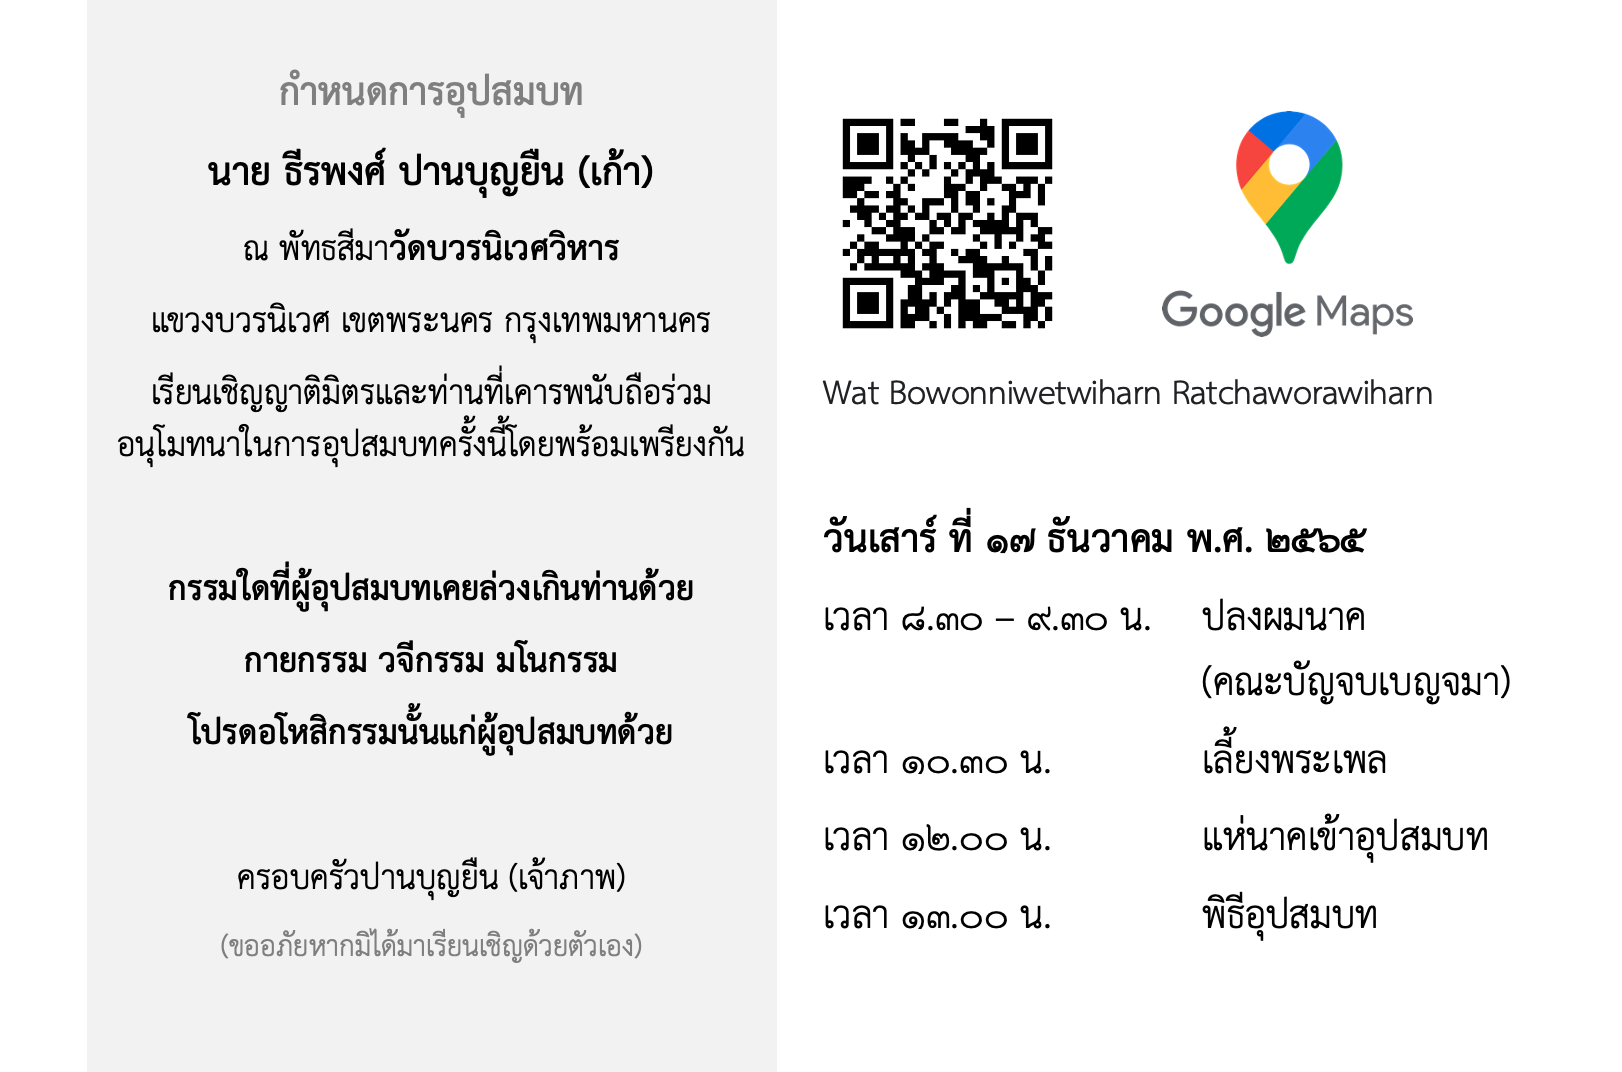 กำหนดการอุปสมบท
นาย ธีรพงศ์ ปานบุญยืน (เก้า)
ณ พัทธสีมาวัดบวรนิเวศวิหาร
แขวงบวรนิเวศ เขตพระนคร กรุงเทพมหานคร
เรียนเชิญญาติมิตรและท่านที่เคารพนับถือร่วม
อนุโมทนาในการอุปสมบทครั้งนี้โดยพร้อมเพรียงกัน
กรรมใดที่ผู้อุปสมบทเคยล่วงเกินท่านด้วย
กายกรรม วจีกรรม มโนกรรม
โปรดอโหสิกรรมนั้นแก่ผู้อุปสมบทด้วย
ครอบครัวปานบุญยืน (เจ้าภาพ)
(ขออภัยหากมิได้มาเรียนเชิญด้วยตัวเอง)
Google Maps
Wat Bowonniwetwiharn Ratchaworawiharn
วันเสาร์ ที่ ๑๗ ธันวาคม พ.ศ. ๒๕๖๕
เวลา ๘.๓๐ – ๙.๓๐ น. ปลงผมนาค
(คณะบัญจบเบญจมา)
เวลา ๑๐.๓๐ น. เลี้ยงพระเพล
เวลา ๑๒.๐๐ น. แห่นาคเข้าอุปสมบท
เวลา ๑๓.๐๐ น. พิธีอุปสมบท